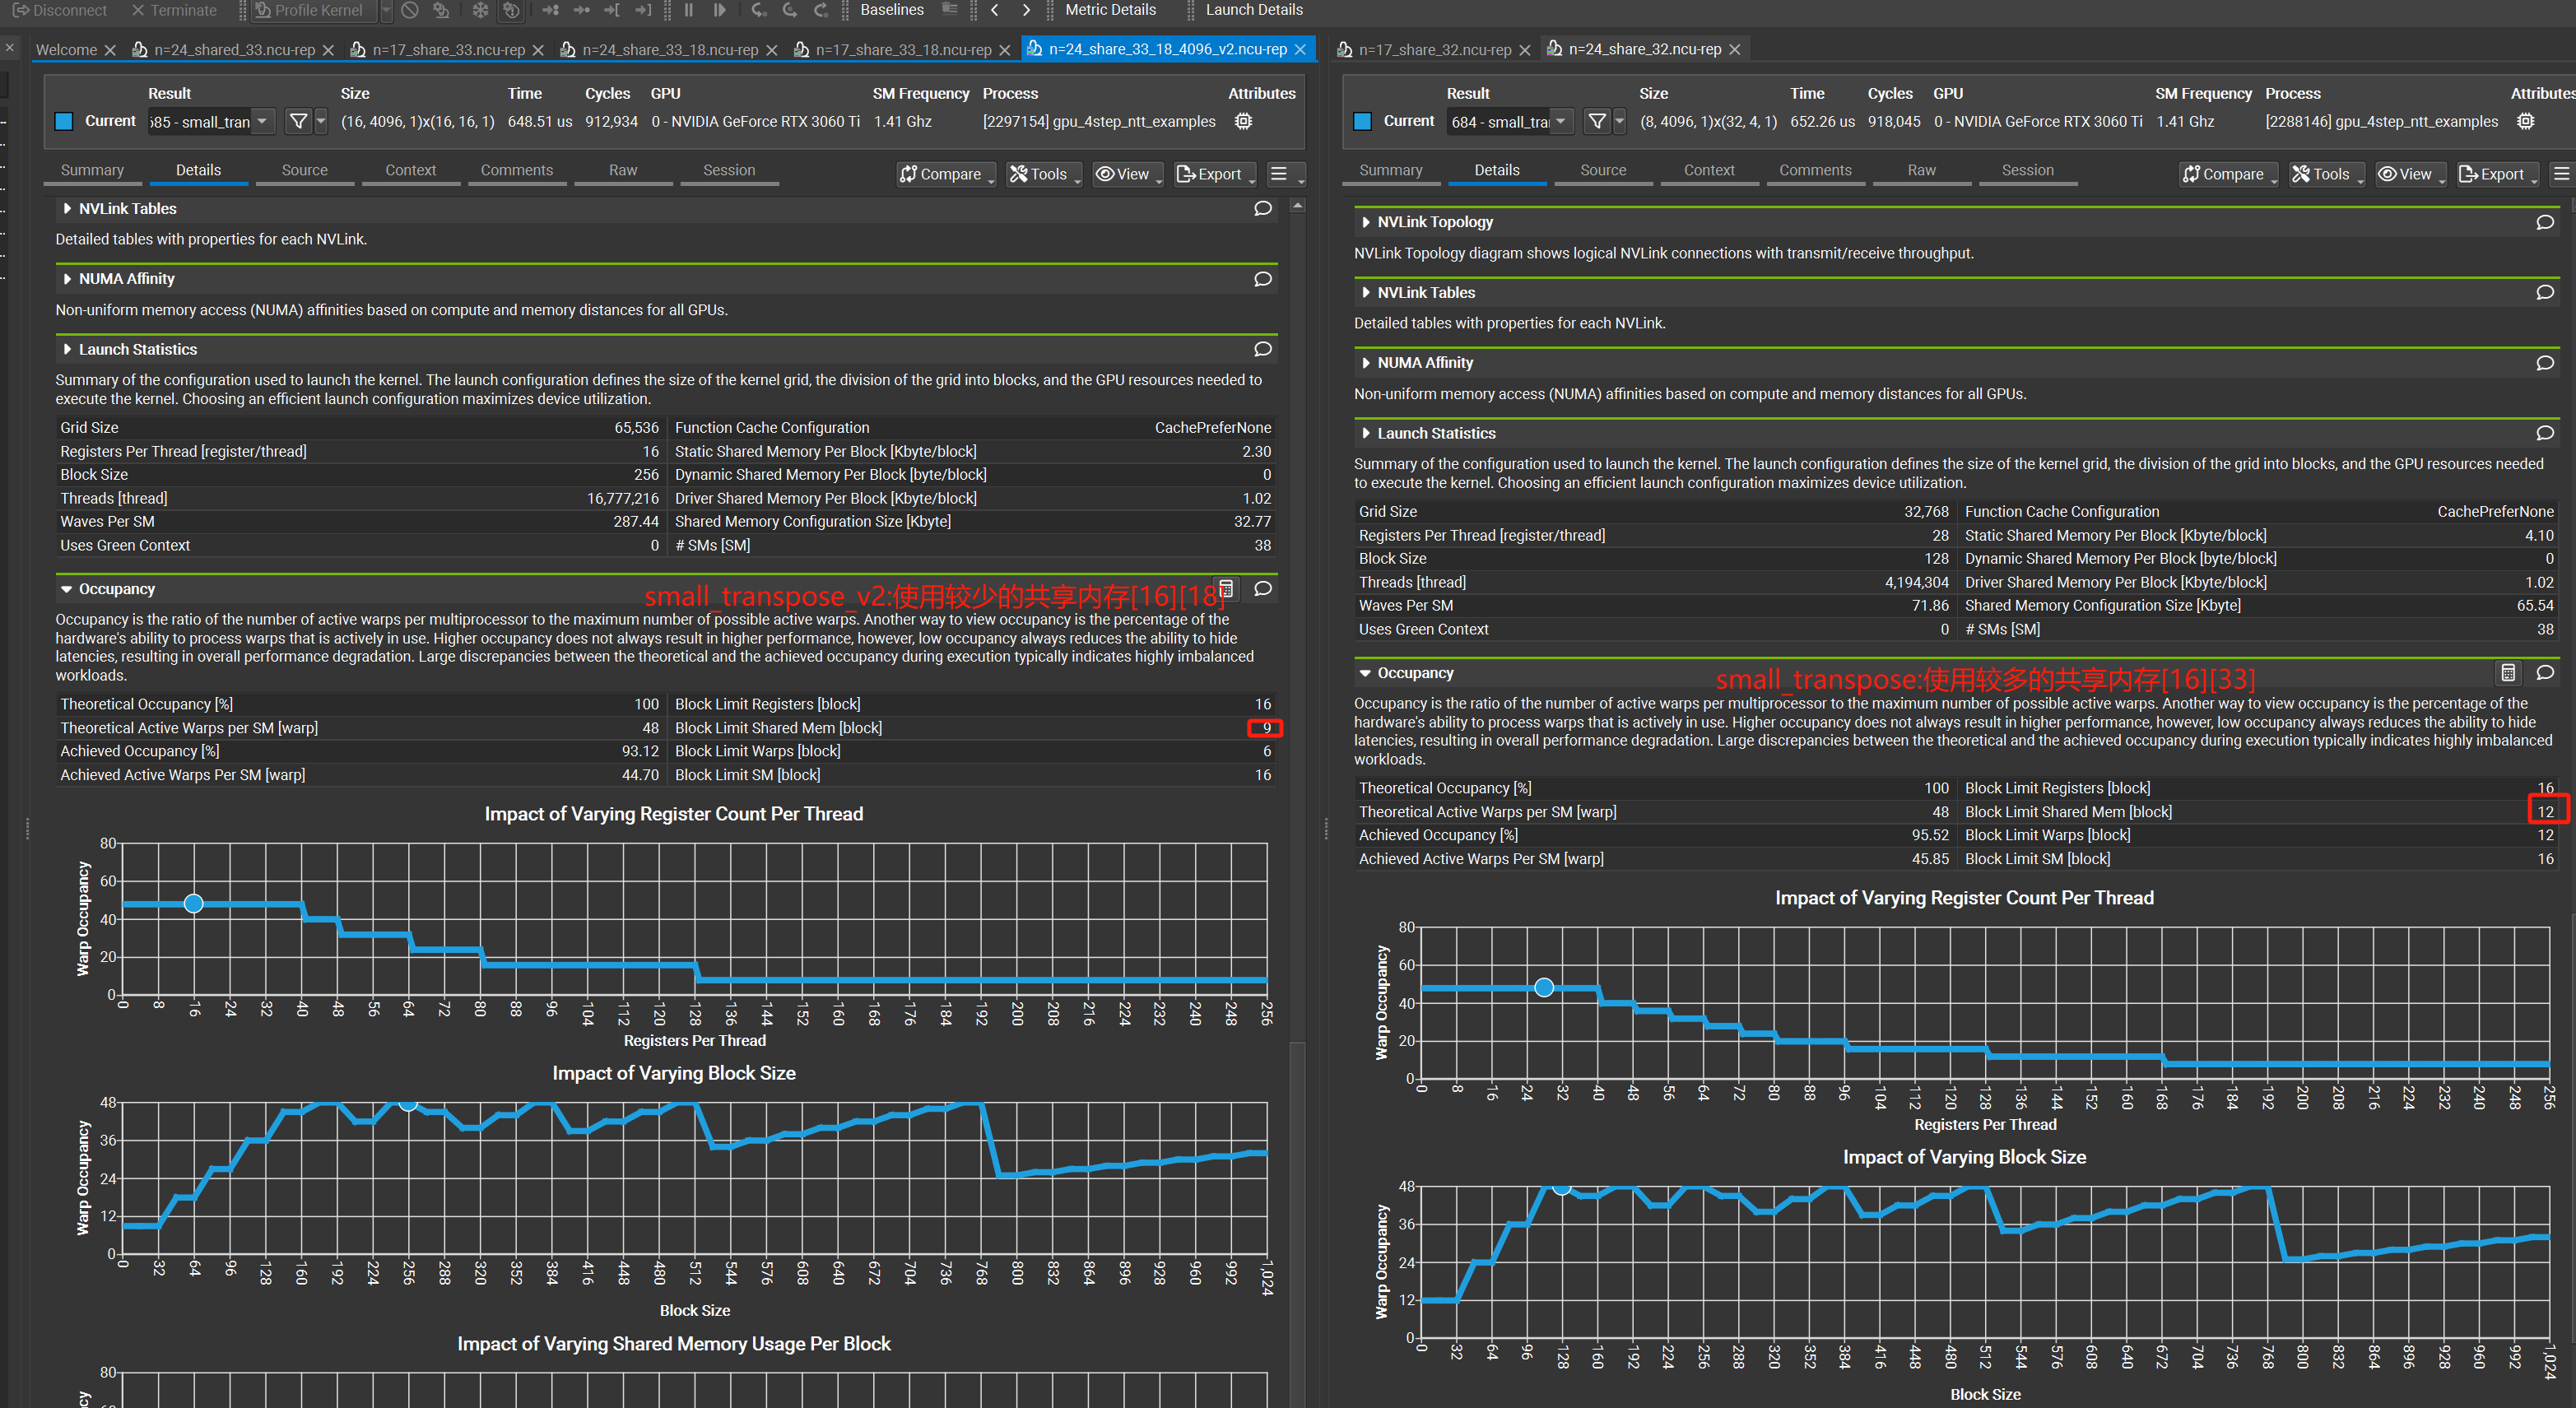 Disconnect Terminate Profile Kernel Baselines Metric Details Launch Details
Welcome n=24_shared_33.ncu-rep n=17_share_33.ncu-rep n=24_share_33_18.ncu-rep n=17_share_33_18.ncu-rep n=24_share_33_18_4096_v2.ncu-rep
Result Size Time Cycles GPU SM Frequency Process Attributes
Current 585 - small_tran (16, 4096, 1)x(16, 16, 1) 648.51 us 912,934 0 - NVIDIA GeForce RTX 3060 Ti 1.41 Ghz [2297154] gpu_4step_ntt_examples
Summary Details Source Context Comments Raw Session Compare Tools View Export
NVLink Tables
Detailed tables with properties for each NVLink.
NUMA Affinity
Non-uniform memory access (NUMA) affinities based on compute and memory distances for all GPUs.
Launch Statistics
Summary of the configuration used to launch the kernel. The launch configuration defines the size of the kernel grid, the division of the grid into blocks, and the GPU resources needed to
execute the kernel. Choosing an efficient launch configuration maximizes device utilization.
Grid Size 65,536 Function Cache Configuration CachePreferNone
Registers Per Thread [register/thread] 16 Static Shared Memory Per Block [Kbyte/block] 2.30
Block Size 256 Dynamic Shared Memory Per Block [byte/block] 0
Threads [thread] 16,777,216 Driver Shared Memory Per Block [Kbyte/block] 1.02
Waves Per SM 287.44 Shared Memory Configuration Size [Kbyte] 32.77
Uses Green Context 0 # SMs [SM] 38
Occupancy
small_transpose_v2:使用较少的共享内存[16][18]
Occupancy is the ratio of the number of active warps per multiprocessor to the maximum number of possible active warps. Another way to view occupancy is the percentage of the
hardware's ability to process warps that is actively in use. Higher occupancy does not always result in higher performance, however, low occupancy always reduces the ability to hide
latencies, resulting in overall performance degradation. Large discrepancies between the theoretical and the achieved occupancy during execution typically indicates highly imbalanced
workloads.
Theoretical Occupancy [%] 100 Block Limit Registers [block] 16
Theoretical Active Warps per SM [warp] 48 Block Limit Shared Mem [block] 9
Achieved Occupancy [%] 93.12 Block Limit Warps [block] 6
Achieved Active Warps Per SM [warp] 44.70 Block Limit SM [block] 16
Impact of Varying Register Count Per Thread
Warp Occupancy
80
60
40
20
0
0 8 16 24 32 40 48 56 64 72 80 88 96 104 112 120 128 136 144 152 160 168 176 184 192 200 208 216 224 232 240 248 256
Registers Per Thread
Impact of Varying Block Size
Warp Occupancy
48
36
24
12
0
0 32 64 96 128 160 192 224 256 288 320 352 384 416 448 480 512 544 576 608 640 672 704 736 768 800 832 864 896 928 960 992 1,024
Block Size
Impact of Varying Shared Memory Usage Per Block
80
n=17_share_32.ncu-rep n=24_share_32.ncu-rep
Result Size Time Cycles GPU SM Frequency Process Attributes
Current 684 - small_tra (8, 4096, 1)x(32, 4, 1) 652.26 us 918,045 0 - NVIDIA GeForce RTX 3060 Ti 1.41 Ghz [2288146] gpu_4step_ntt_examples
Summary Details Source Context Comments Raw Session Compare Tools View Export
NVLink Topology
NVLink Topology diagram shows logical NVLink connections with transmit/receive throughput.
NVLink Tables
Detailed tables with properties for each NVLink.
NUMA Affinity
Non-uniform memory access (NUMA) affinities based on compute and memory distances for all GPUs.
Launch Statistics
Summary of the configuration used to launch the kernel. The launch configuration defines the size of the kernel grid, the division of the grid into blocks, and the GPU resources needed
to execute the kernel. Choosing an efficient launch configuration maximizes device utilization.
Grid Size 32,768 Function Cache Configuration CachePreferNone
Registers Per Thread [register/thread] 28 Static Shared Memory Per Block [Kbyte/block] 4.10
Block Size 128 Dynamic Shared Memory Per Block [byte/block] 0
Threads [thread] 4,194,304 Driver Shared Memory Per Block [Kbyte/block] 1.02
Waves Per SM 71.86 Shared Memory Configuration Size [Kbyte] 65.54
Uses Green Context 0 # SMs [SM] 38
Occupancy
small_transpose:使用较多的共享内存[16][33]
Occupancy is the ratio of the number of active warps per multiprocessor to the maximum number of possible active warps. Another way to view occupancy is the percentage of the
hardware's ability to process warps that is actively in use. Higher occupancy does not always result in higher performance, however, low occupancy always reduces the ability to hide
latencies, resulting in overall performance degradation. Large discrepancies between the theoretical and the achieved occupancy during execution typically indicates highly imbalanced
workloads.
Theoretical Occupancy [%] 100 Block Limit Registers [block] 16
Theoretical Active Warps per SM [warp] 48 Block Limit Shared Mem [block] 12
Achieved Occupancy [%] 95.52 Block Limit Warps [block] 12
Achieved Active Warps Per SM [warp] 45.85 Block Limit SM [block] 16
Impact of Varying Register Count Per Thread
Warp Occupancy
80
60
40
20
0
0 8 16 24 32 40 48 56 64 72 80 88 96 104 112 120 128 136 144 152 160 168 176 184 192 200 208 216 224 232 240 248 256
Registers Per Thread
Impact of Varying Block Size
Warp Occupancy
48
36
24
12
0
0 32 64 96 128 160 192 224 256 288 320 352 384 416 448 480 512 544 576 608 640 672 704 736 768 800 832 864 896 928 960 992 1,024
Block Size